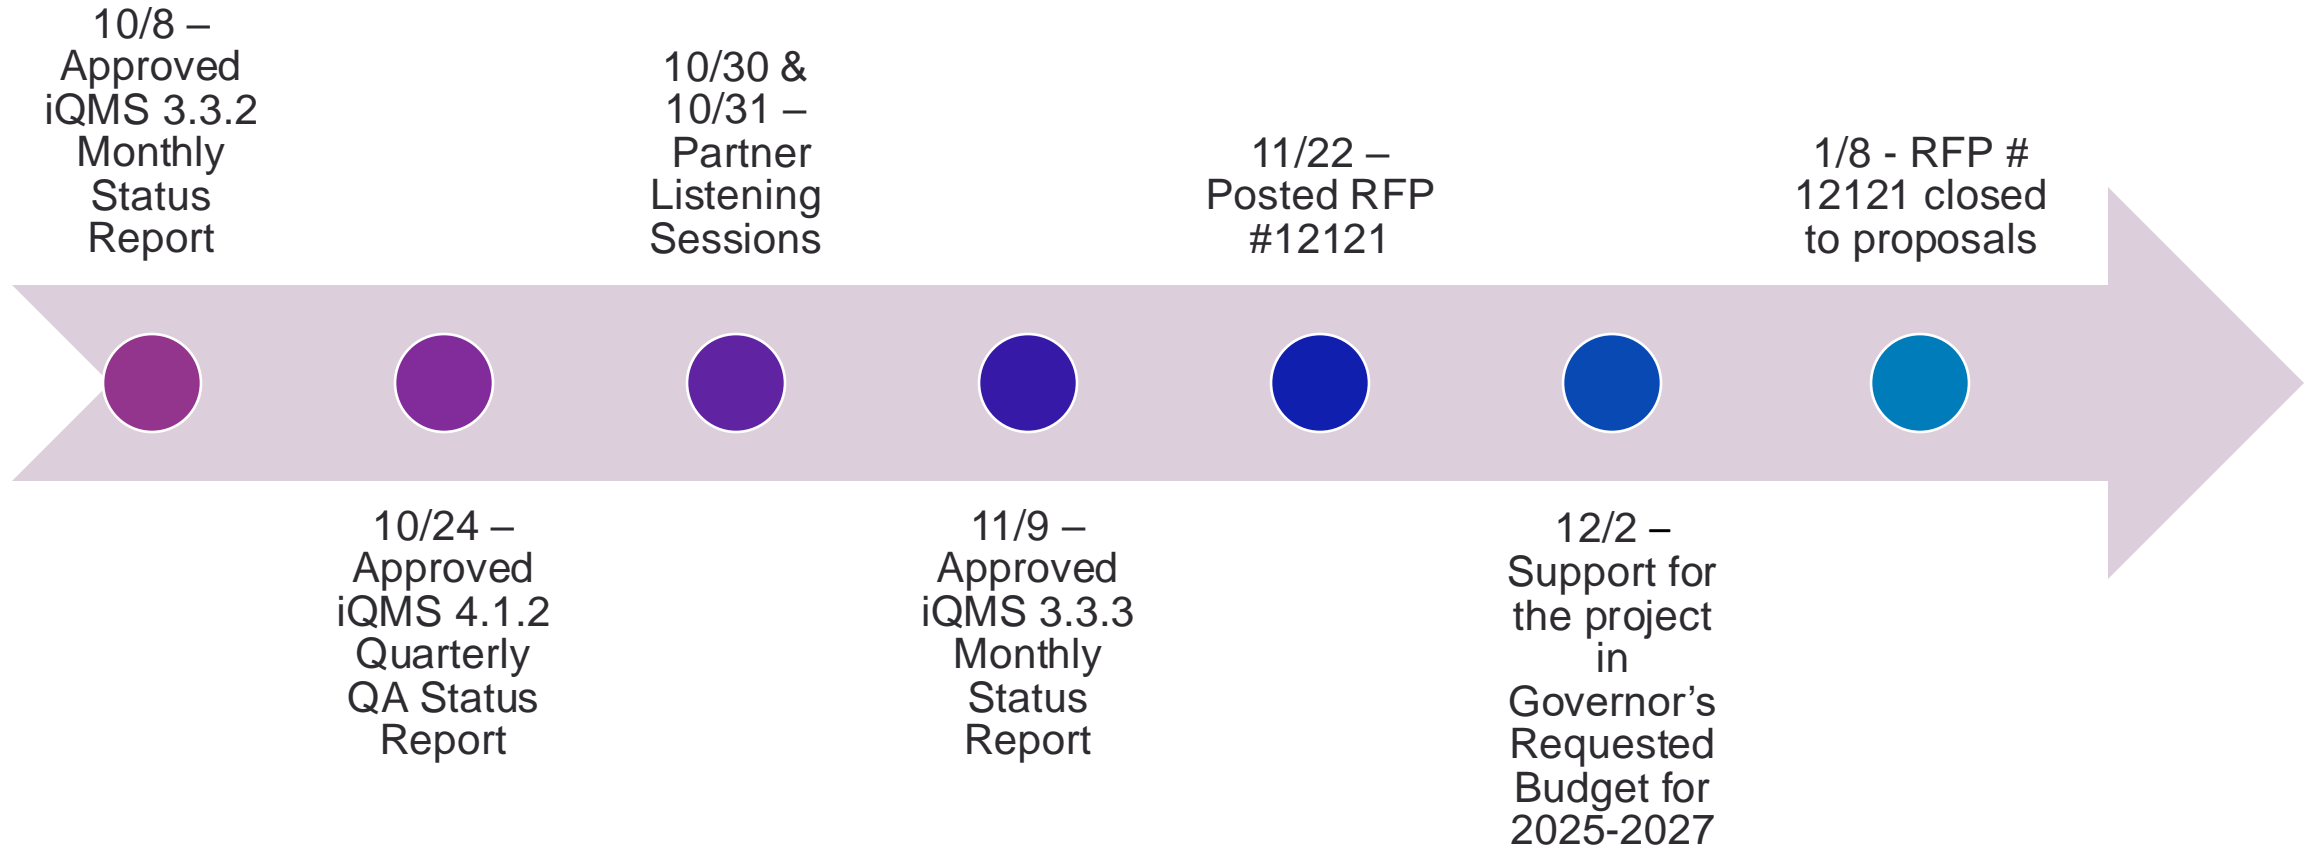 10/8 –
Approved
iQMS 3.3.2
Monthly
Status
Report
10/24 –
Approved
iQMS 4.1.2
Quarterly
QA Status
Report
10/30 &
10/31 –
Partner
Listening
Sessions
11/9 –
Approved
iQMS 3.3.3
Monthly
Status
Report
11/22 –
Posted RFP
#12121
12/2 –
Support for
the project
in
Governor’s
Requested
Budget for
2025-2027
1/8 - RFP #
12121 closed
to proposals